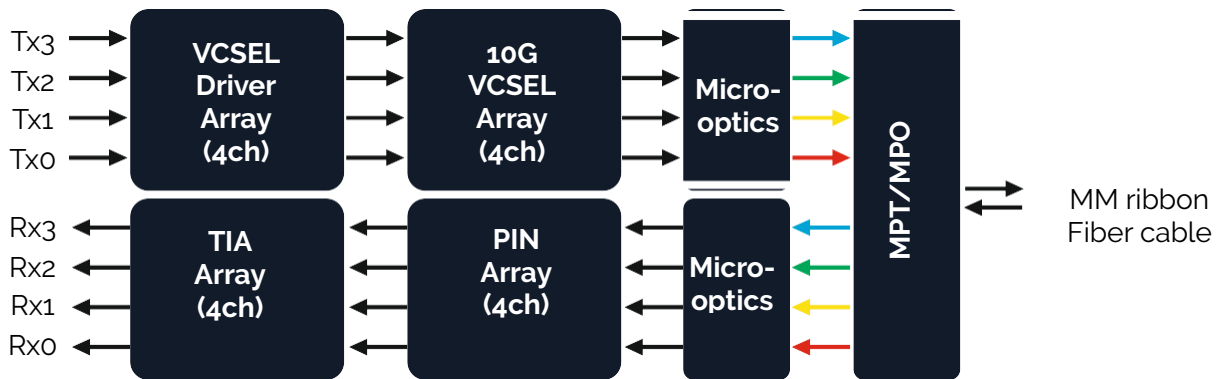 Tx3
Tx2
Tx1
Tx0
VCSEL
Driver
Array
(4ch)
10G
VCSEL
Array
(4ch)
Micro-
optics
MPT/MPO
MM ribbon
Fiber cable
Rx3
Rx2
Rx1
Rx0
TIA
Array
(4ch)
PIN
Array
(4ch)
Micro-
optics